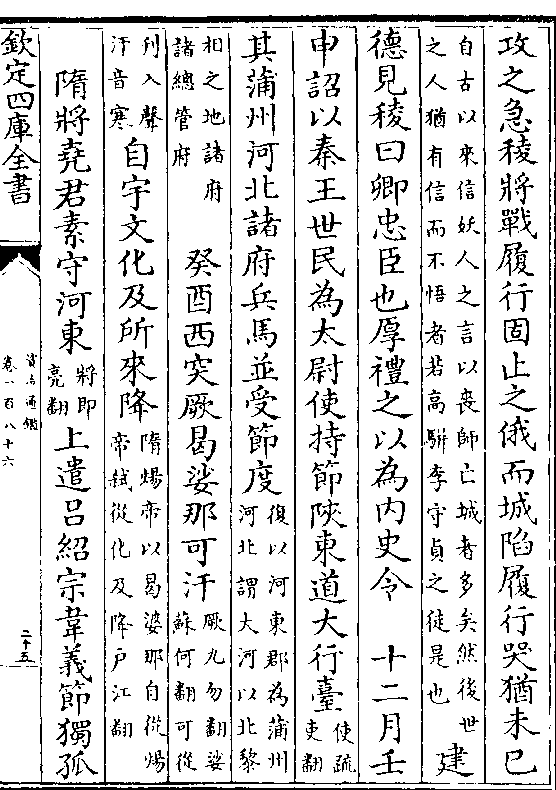 攻之急稜將戰履行固止之俄而城陷履行哭猶未已
自古以來信妖人之言以喪師亡城者多矣然後世
之人猶有信而不悟者若高駢李守貞之徒是也
建
德見稜曰卿忠臣也厚禮之以為内史令 十二月壬
申詔以秦王世民為太尉使持節陝東道大行臺
使疏
吏翻
其蒲州河北諸府兵馬並受節度
復以河東郡為蒲州
河北謂大河以北黎
相之地諸府
諸總管府
癸酉西突厥曷娑那可汗
厥九勿翻娑
蘇何翻可從
刋入聲
汗音寒
自宇文化及所來降
隋煬帝以曷婆那自從煬
帝弑從化及降户江翻
隋將堯君素守河東
將即
亮翻
上遣吕紹宗韋義節獨孤
欽定四庫全書
資治通鑑
卷一百八十六
二十五